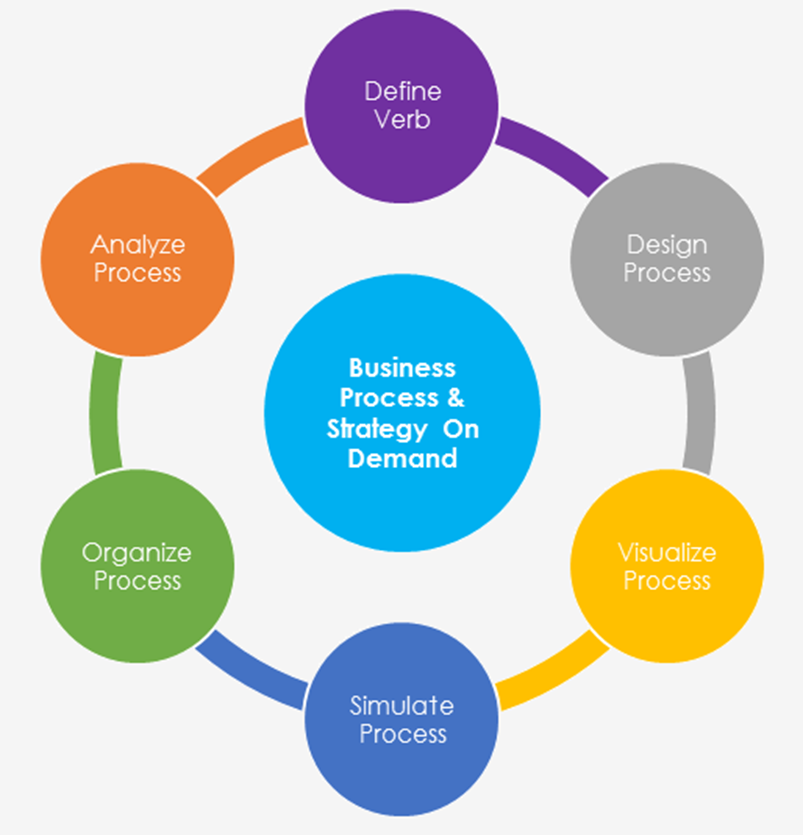 Define
Verb
Design
Process
Visualize
Process
Simulate
Process
Organize
Process
Analyze
Process
Business
Process &
Strategy  On
Demand